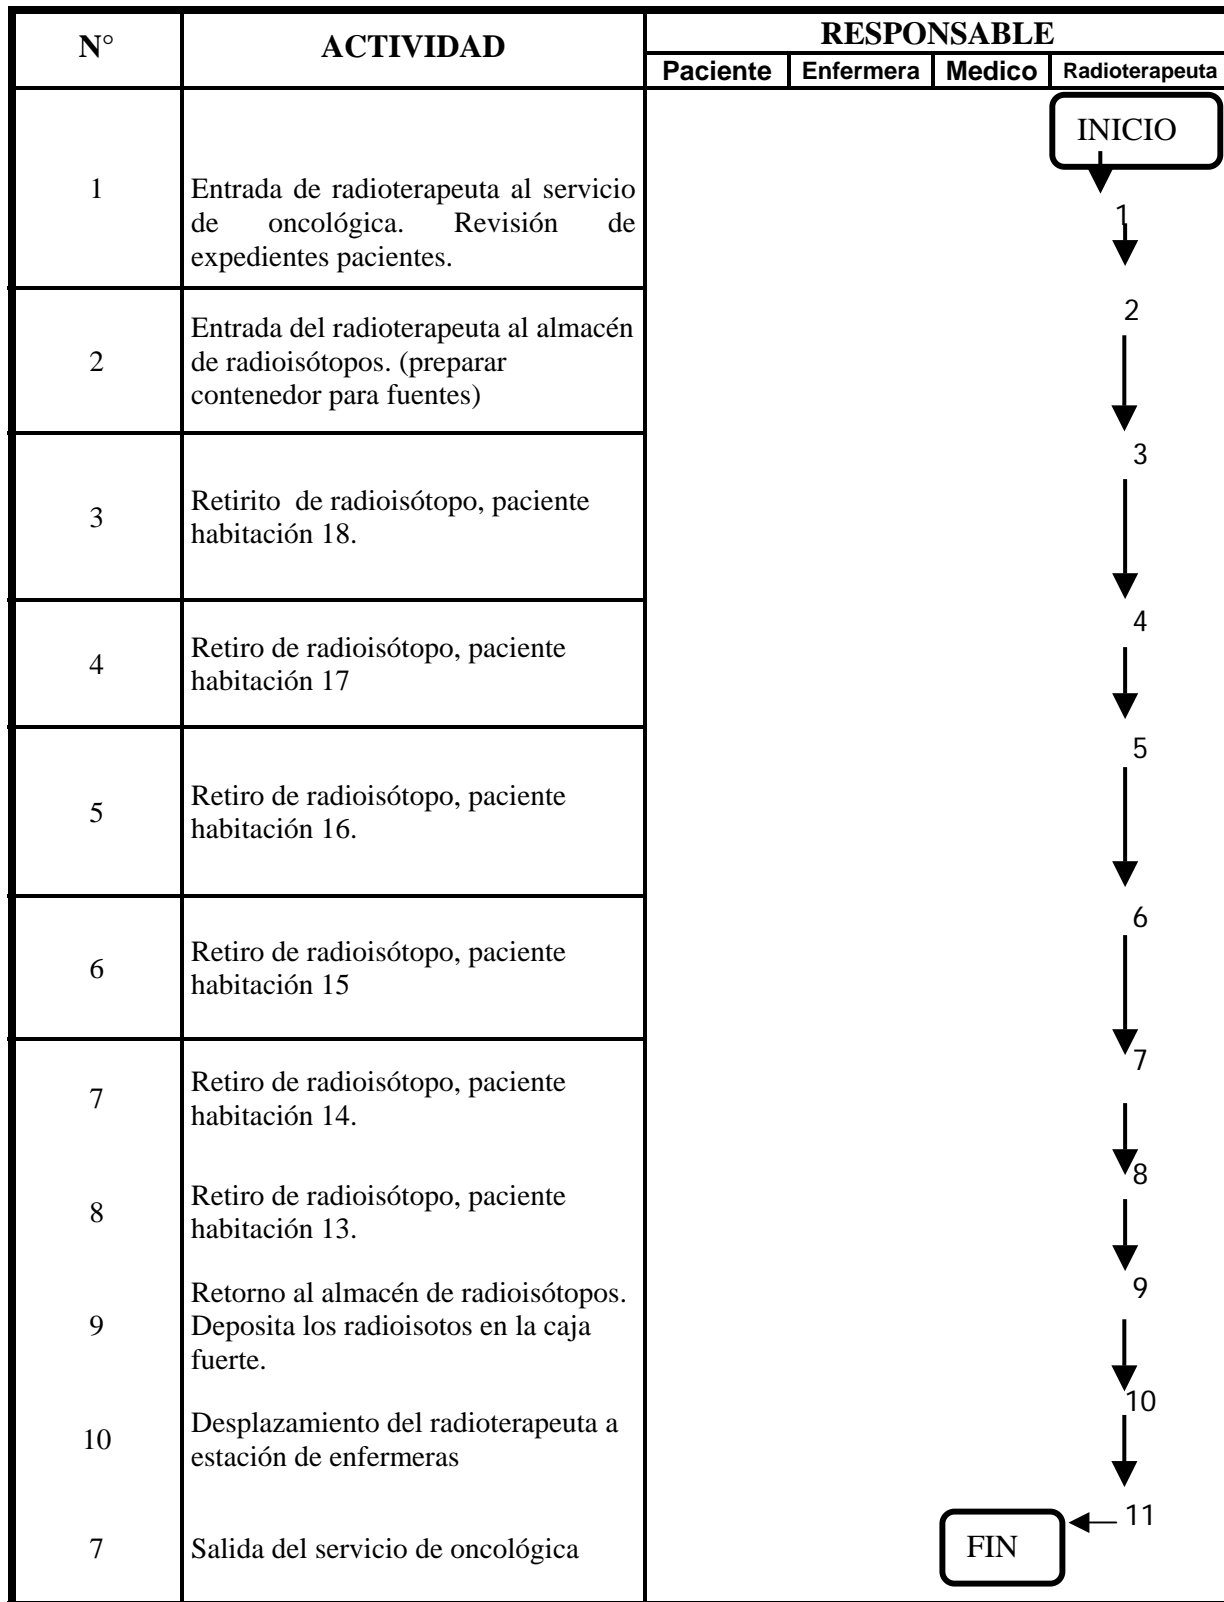 N° ACTIVIDAD RESPONSABLE
Paciente Enfermera Medico Radioterapeuta
INICIO
1 Entrada de radioterapeuta al servicio
de oncológica. Revisión de
expedientes pacientes.
1
2 Entrada del radioterapeuta al almacén
de radioisótopos. (preparar
contenedor para fuentes)
2
3 Retirito de radioisótopo, paciente
habitación 18.
3
4 Retiro de radioisótopo, paciente
habitación 17
4
5 Retiro de radioisótopo, paciente
habitación 16.
5
6 Retiro de radioisótopo, paciente
habitación 15
6
7 Retiro de radioisótopo, paciente
habitación 14.
7
8 Retiro de radioisótopo, paciente
habitación 13.
8
9 Retorno al almacén de radioisótopos.
Deposita los radioisotos en la caja
fuerte.
9
10 Desplazamiento del radioterapeuta a
estación de enfermeras
10
7 Salida del servicio de oncológica
11
FIN